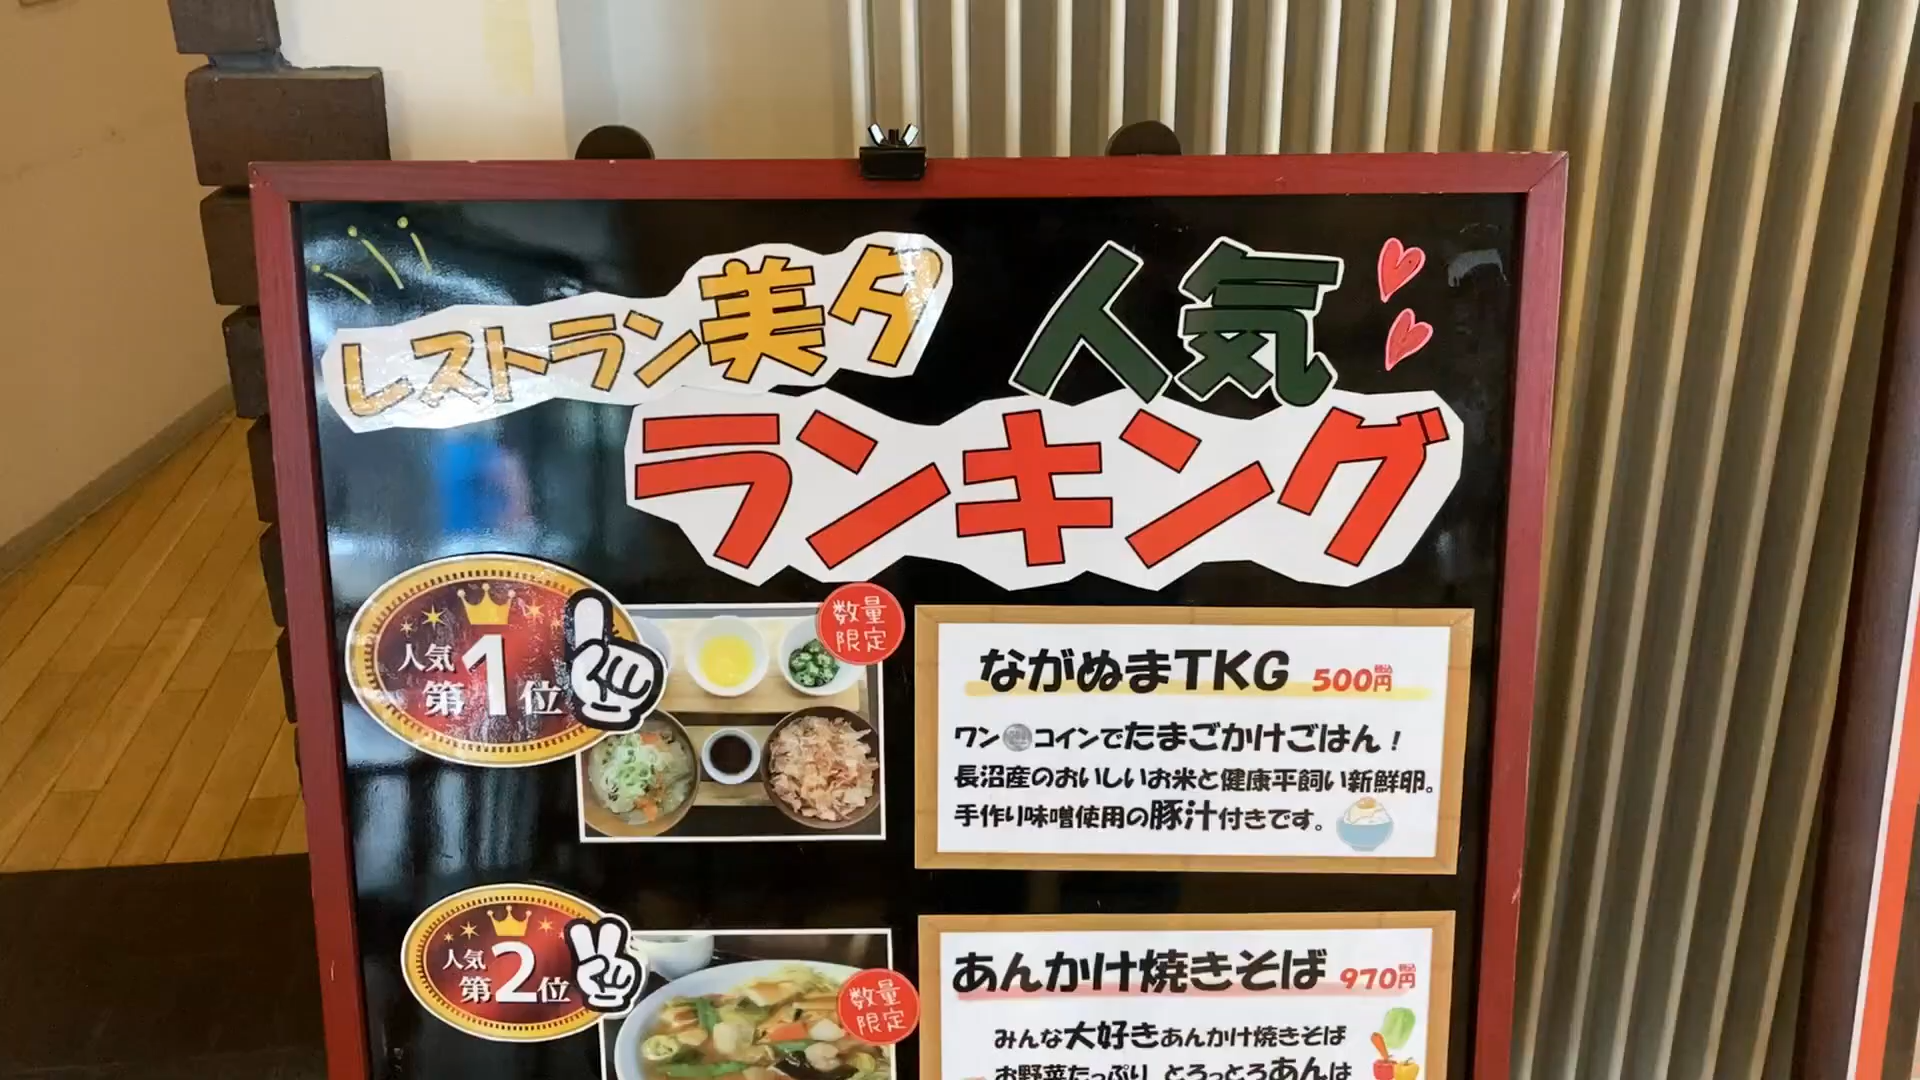 レストラン美夕 人気
ランキング
人気
第1位
数量
限定
ながぬまTKG 500円税込
ワンコインでたまごかけごはん!
長沼産のおいしいお米と健康平飼い新鮮卵。
手作り味噌使用の豚汁付きです。
人気
第2位
数量
限定
あんかけ焼きそば 970円税込
みんな大好きあんかけ焼きそば
お野菜たっぷり とろっとろあんは